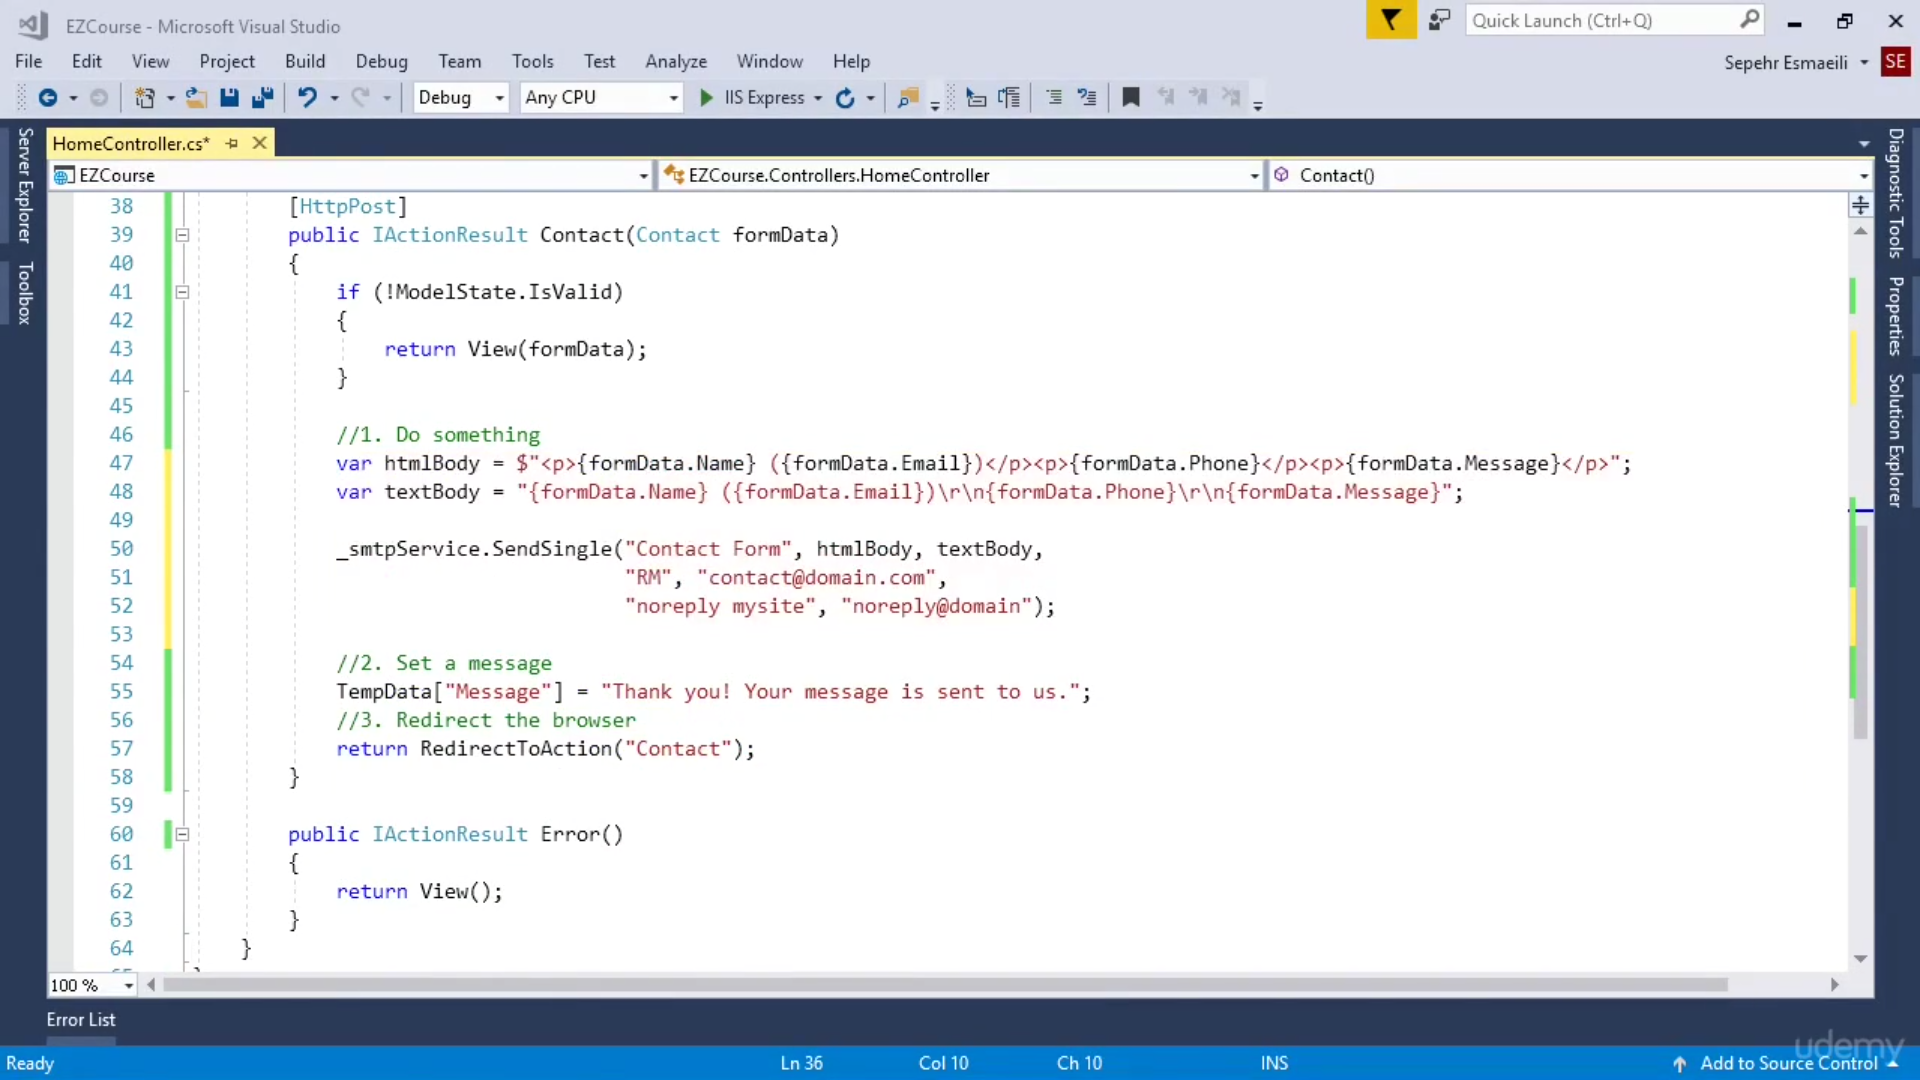 EZCourse - Microsoft Visual Studio
Quick Launch (Ctrl+Q)
File Edit View Project Build Debug Team Tools Test Analyze Window Help
Sepehr Esmaeili SE
Debug Any CPU IIS Express
HomeController.cs*
EZCourse EZCourse.Controllers.HomeController Contact()
Server Explorer
Toolbox
Diagnostic Tools
Properties
Solution Explorer
38 [HttpPost]
39 public IActionResult Contact(Contact formData)
40 {
41 if (!ModelState.IsValid)
42 {
43 return View(formData);
44 }
45
46 //1. Do something
47 var htmlBody = $"<p>{formData.Name} ({formData.Email})</p><p>{formData.Phone}</p><p>{formData.Message}</p>";
48 var textBody = "{formData.Name} ({formData.Email})\r\n{formData.Phone}\r\n{formData.Message}";
49
50 _smtpService.SendSingle("Contact Form", htmlBody, textBody,
51 "RM", "contact@domain.com",
52 "noreply mysite", "noreply@domain");
53
54 //2. Set a message
55 TempData["Message"] = "Thank you! Your message is sent to us.";
56 //3. Redirect the browser
57 return RedirectToAction("Contact");
58 }
59
60 public IActionResult Error()
61 {
62 return View();
63 }
64 }
100 %
Error List
Ready Ln 36 Col 10 Ch 10 INS Add to Source Control
udemy